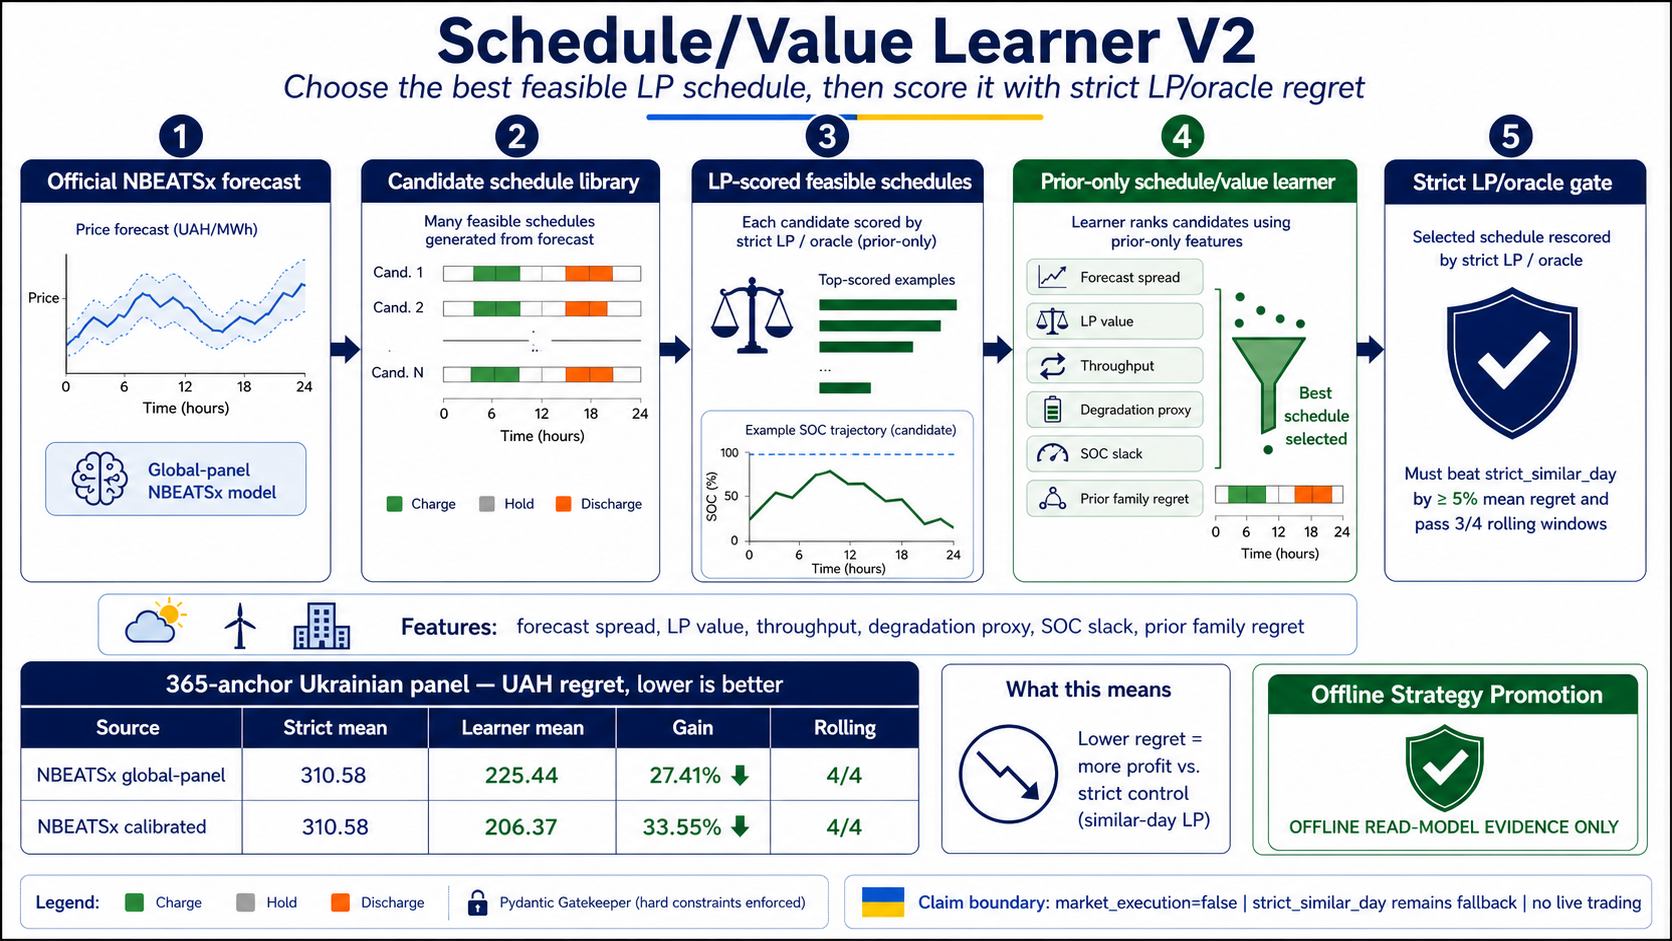 Schedule/Value Learner V2
Choose the best feasible LP schedule, then score it with strict LP/oracle regret
1
Official NBEATSx forecast
Price forecast (UAH/MWh)
Price
0 6 12 18 24
Time (hours)
Global-panel
NBEATSx model
2
Candidate schedule library
Many feasible schedules
generated from forecast
Cand. 1
Cand. 2
Cand. N
0 6 12 18 24
Time (hours)
Charge Hold Discharge
3
LP-scored feasible schedules
Each candidate scored by
strict LP / oracle (prior-only)
Top-scored examples
...
Example SOC trajectory (candidate)
SOC (%)
100
50
0
0 6 12 18 24
Time (hours)
4
Prior-only schedule/value learner
Learner ranks candidates using
prior-only features
Forecast spread
LP value
Throughput
Degradation proxy
SOC slack
Prior family regret
Best
schedule
selected
0 6 12 18 24
Time (hours)
5
Strict LP/oracle gate
Selected schedule rescored
by strict LP / oracle
Must beat strict_similar_day
by ≥ 5% mean regret and
pass 3/4 rolling windows
Features: forecast spread, LP value, throughput, degradation proxy, SOC slack, prior family regret
365-anchor Ukrainian panel — UAH regret, lower is better
Source Strict mean Learner mean Gain Rolling
NBEATSx global-panel 310.58 225.44 27.41% 4/4
NBEATSx calibrated 310.58 206.37 33.55% 4/4
What this means
Lower regret =
more profit vs.
strict control
(similar-day LP)
Offline Strategy Promotion
OFFLINE READ-MODEL EVIDENCE ONLY
Legend: Charge Hold Discharge Pydantic Gatekeeper (hard constraints enforced)
Claim boundary: market_execution=false | strict_similar_day remains fallback | no live trading